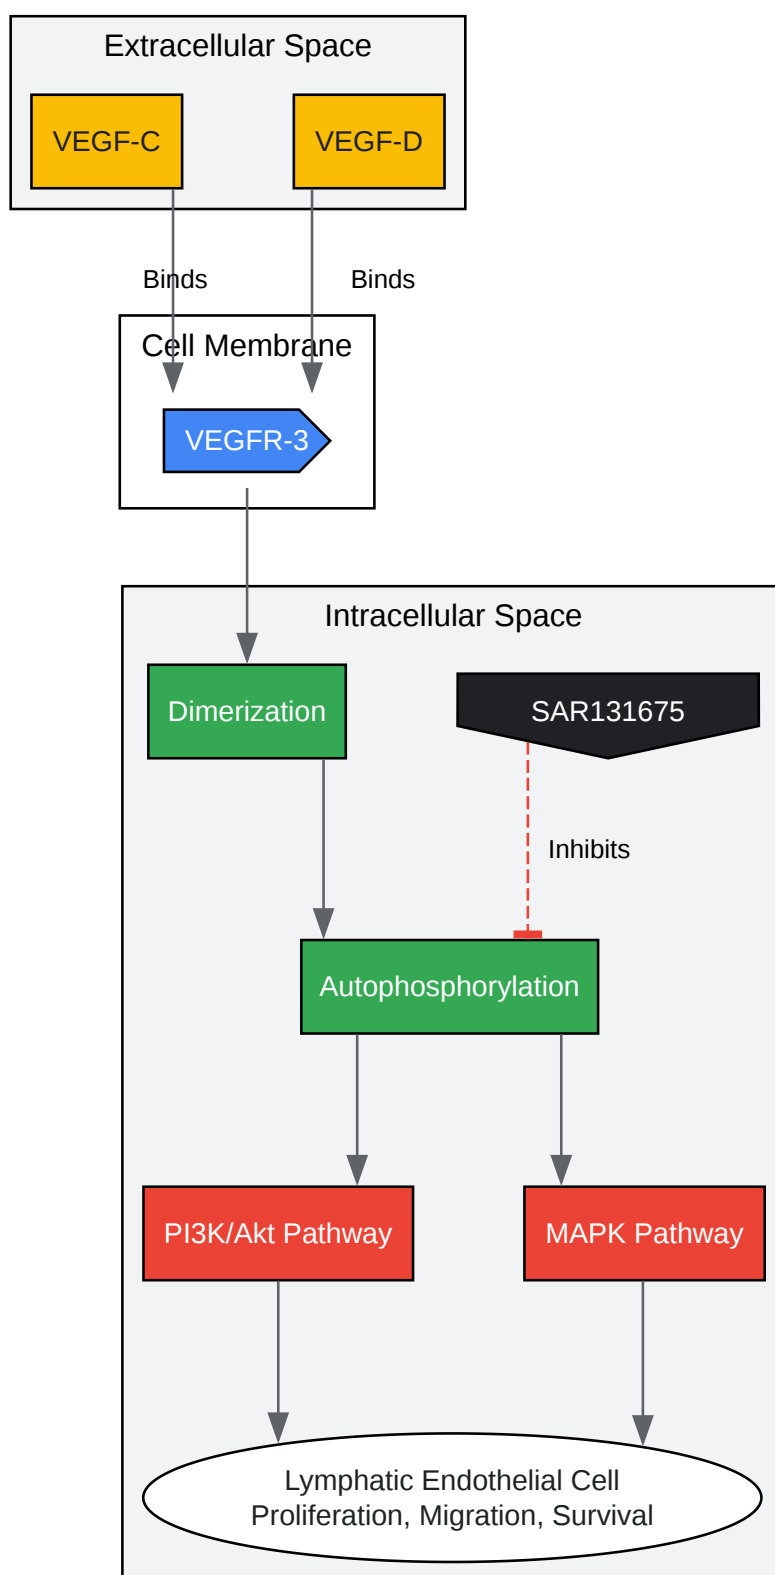 Extracellular Space
VEGF-C
VEGF-D
Binds
Binds
Cell Membrane
VEGFR-3
Intracellular Space
Dimerization
SAR131675
Inhibits
Autophosphorylation
PI3K/Akt Pathway
MAPK Pathway
Lymphatic Endothelial Cell
Proliferation, Migration, Survival